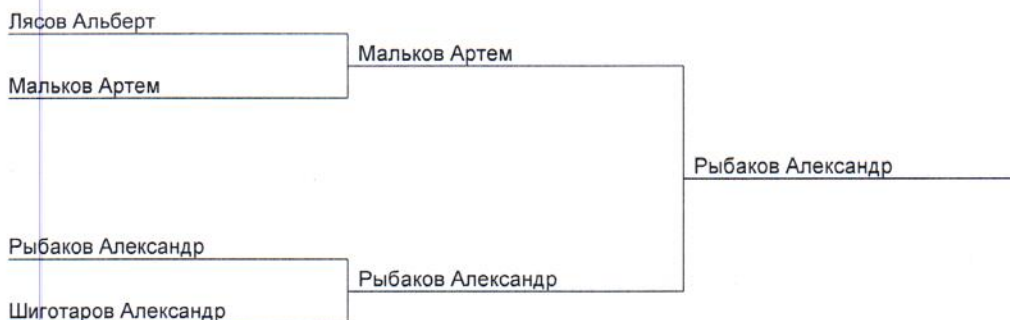 Лясов Альберт
Мальков Артем
Мальков Артем
Рыбаков Александр
Рыбаков Александр
Рыбаков Александр
Шиготаров Александр